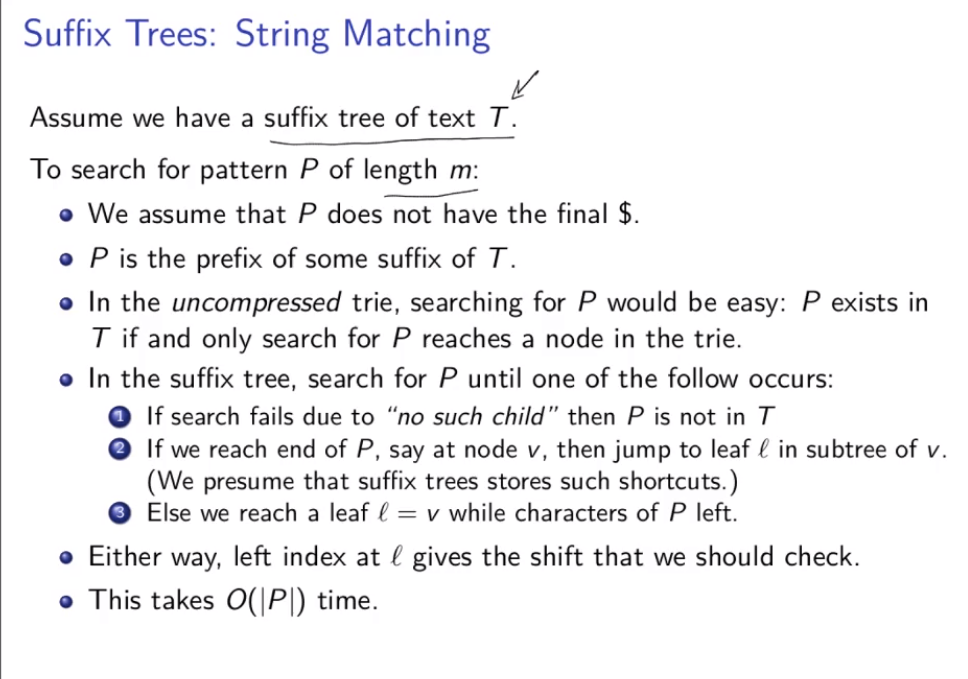 Suffix Trees: String Matching
Assume we have a suffix tree of text T.
To search for pattern P of length m:
• We assume that P does not have the final $.
• P is the prefix of some suffix of T.
• In the uncompressed trie, searching for P would be easy: P exists in
T if and only search for P reaches a node in the trie.
• In the suffix tree, search for P until one of the follow occurs:
1 If search fails due to “no such child” then P is not in T
2 If we reach end of P, say at node v, then jump to leaf ℓ in subtree of v.
(We presume that suffix trees stores such shortcuts.)
3 Else we reach a leaf ℓ = v while characters of P left.
• Either way, left index at ℓ gives the shift that we should check.
• This takes O(|P|) time.